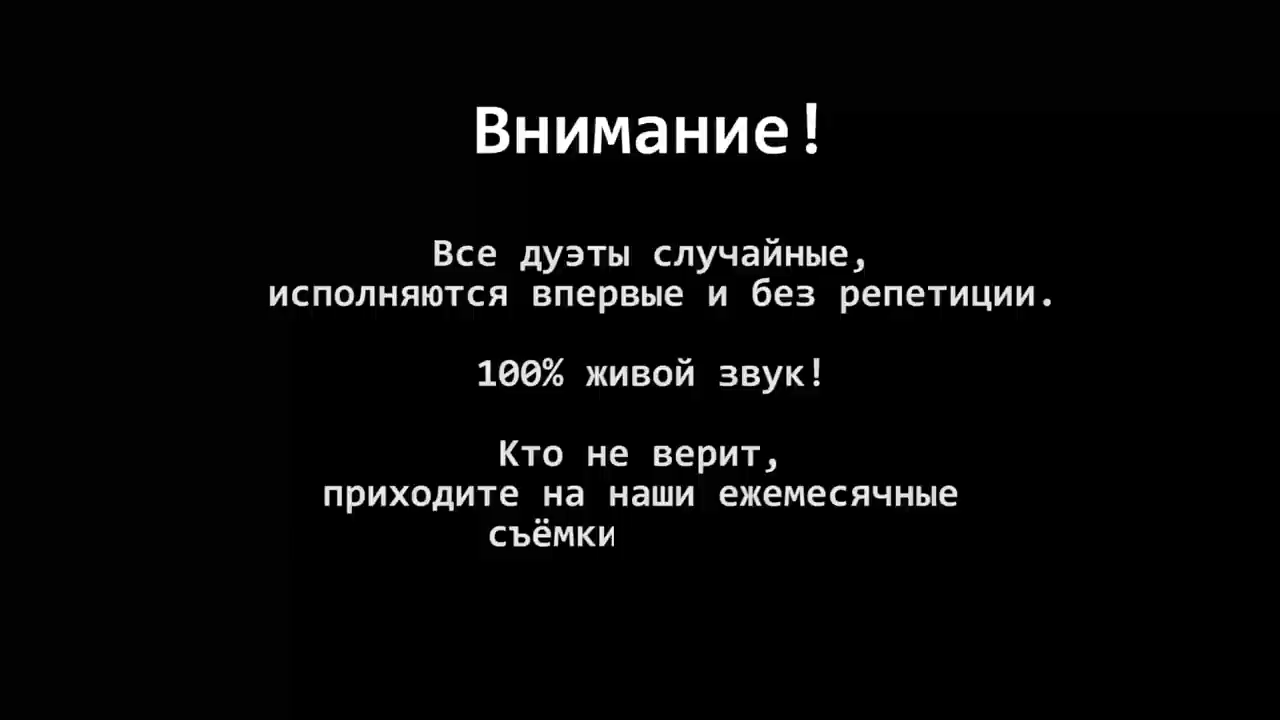 Внимание!
Все дуэты случайные,
исполняются впервые и без репетиции.
100% живой звук!
Кто не верит,
приходите на наши ежемесячные
съёмки